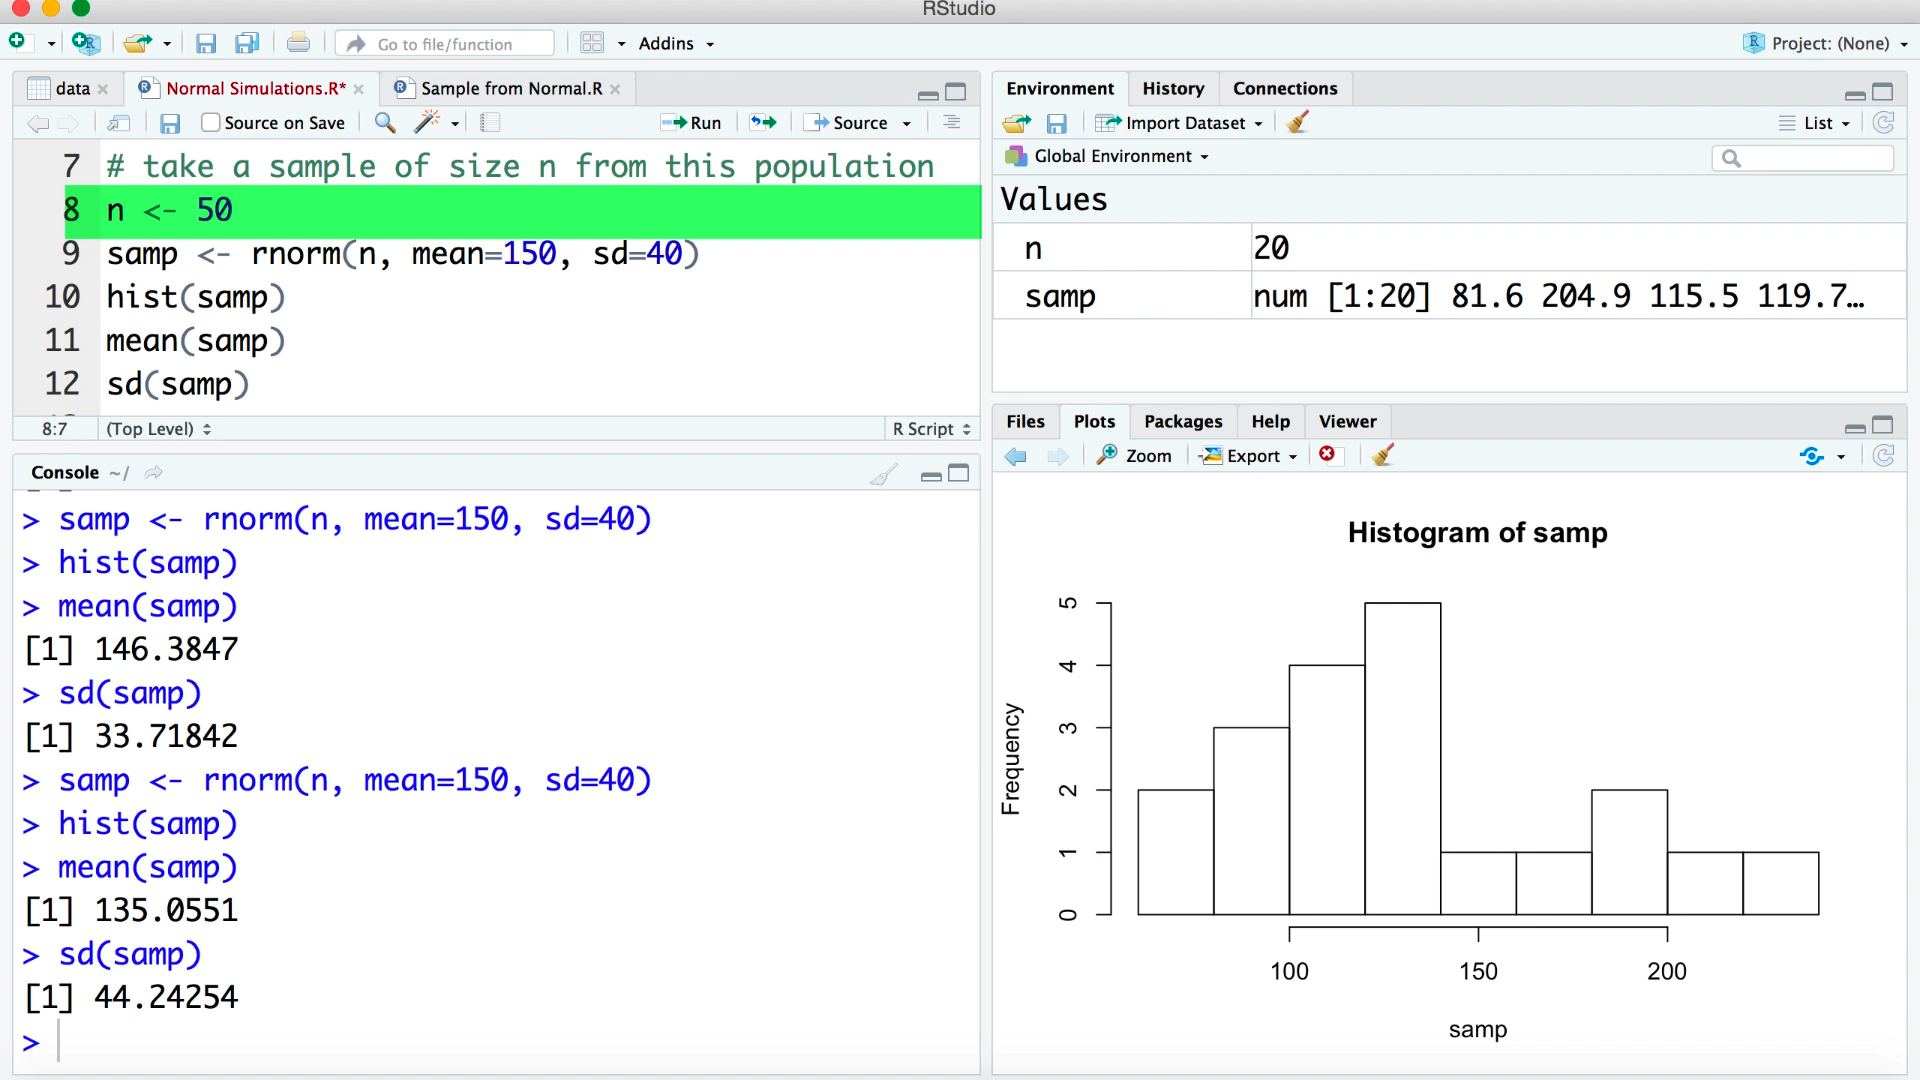 RStudio
Go to file/function
Addins
Project: (None)
data
Normal Simulations.R*
Sample from Normal.R
Source on Save
Run
Source
7 # take a sample of size n from this population
8 n <- 50
9 samp <- rnorm(n, mean=150, sd=40)
10 hist(samp)
11 mean(samp)
12 sd(samp)
8:7 (Top Level) R Script
Console ~/
> samp <- rnorm(n, mean=150, sd=40)
> hist(samp)
> mean(samp)
[1] 146.3847
> sd(samp)
[1] 33.71842
> samp <- rnorm(n, mean=150, sd=40)
> hist(samp)
> mean(samp)
[1] 135.0551
> sd(samp)
[1] 44.24254
>
Environment History Connections
Import Dataset
List
Global Environment
Values
n 20
samp num [1:20] 81.6 204.9 115.5 119.7…
Files Plots Packages Help Viewer
Zoom Export
Histogram of samp
Frequency
5
4
3
2
1
0
100 150 200
samp